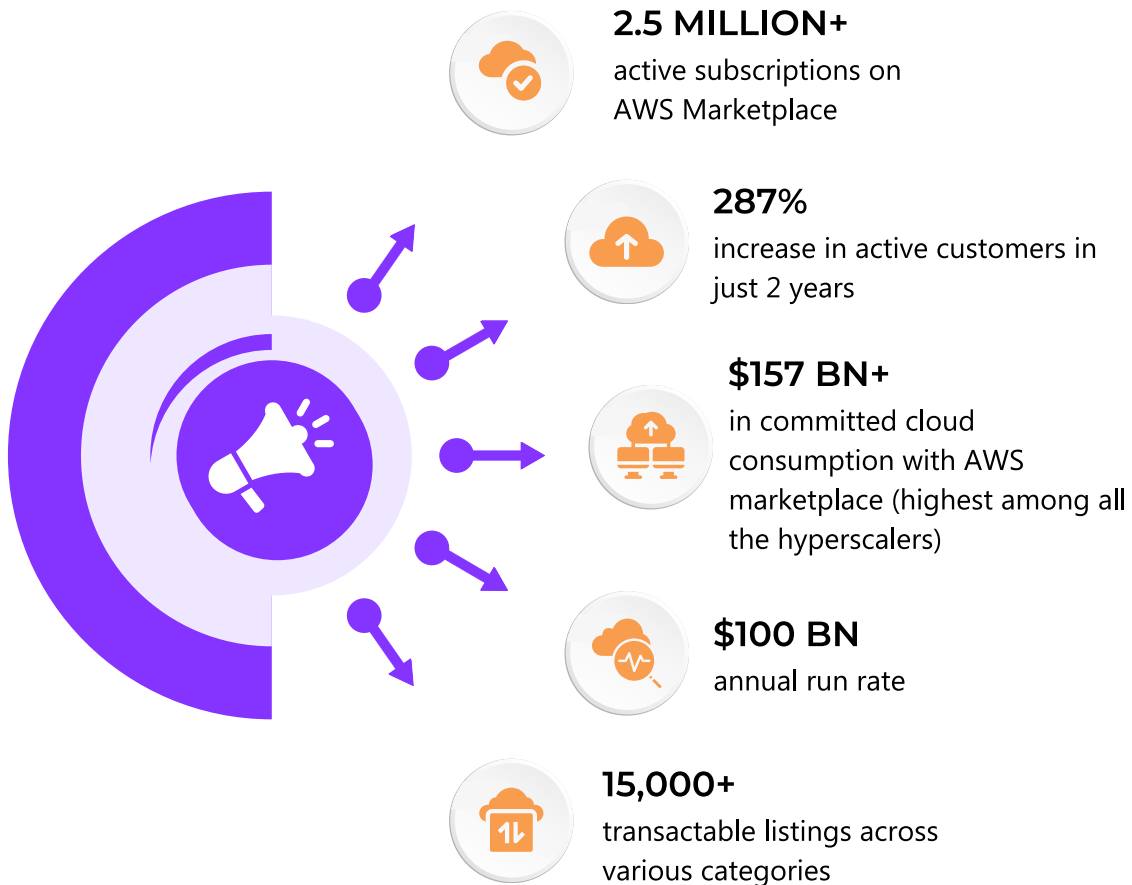 2.5 MILLION+
active subscriptions on
AWS Marketplace
287%
increase in active customers in
just 2 years
$157 BN+
in committed cloud
consumption with AWS
marketplace (highest among all
the hyperscalers)
$100 BN
annual run rate
15,000+
transactable listings across
various categories